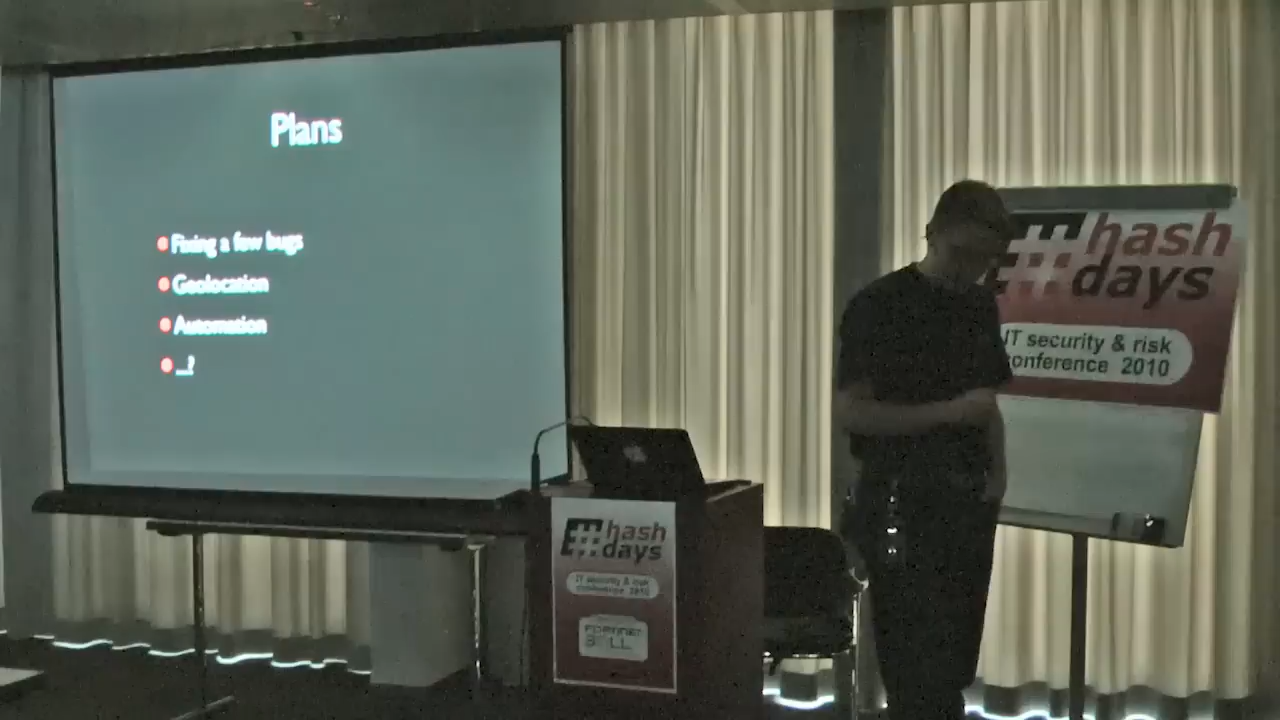 Plans
Fixing a few bugs
Geolocation
Automation
...?
hash
days
IT security & risk
conference 2010
hash
days
IT security & risk
conference 2010
FORTINET